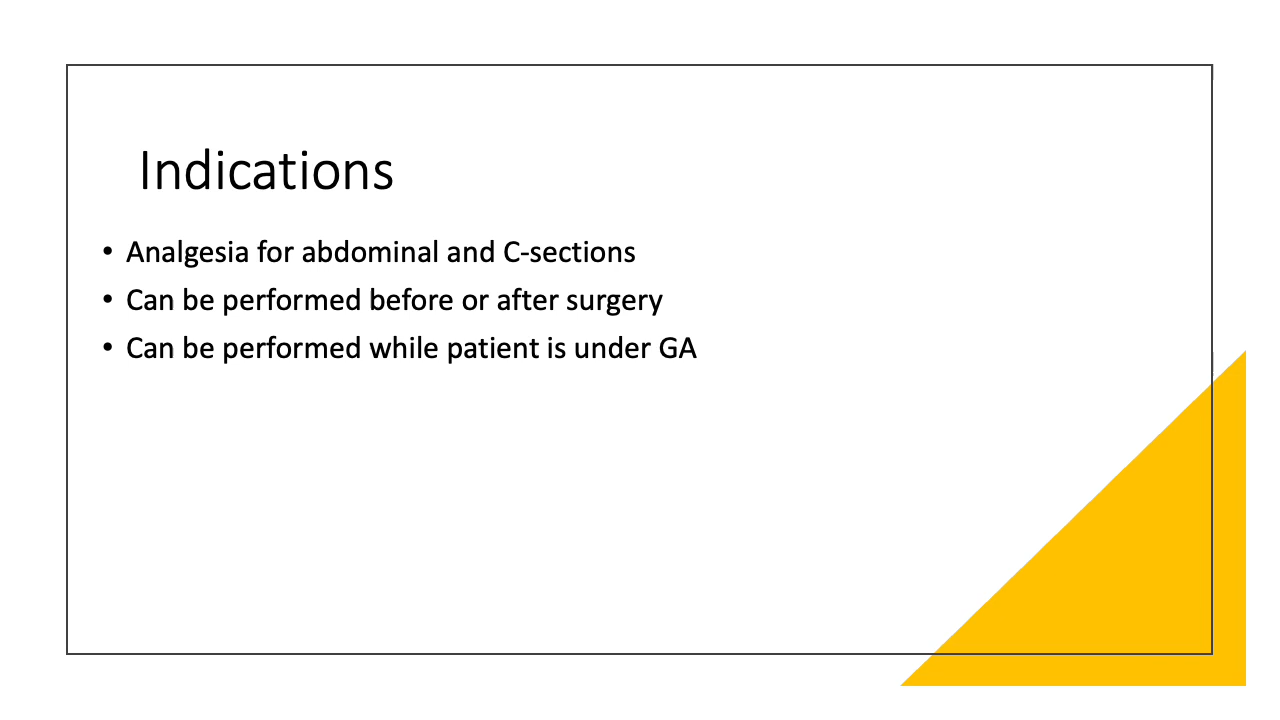 Indications
• Analgesia for abdominal and C-sections
• Can be performed before or after surgery
• Can be performed while patient is under GA